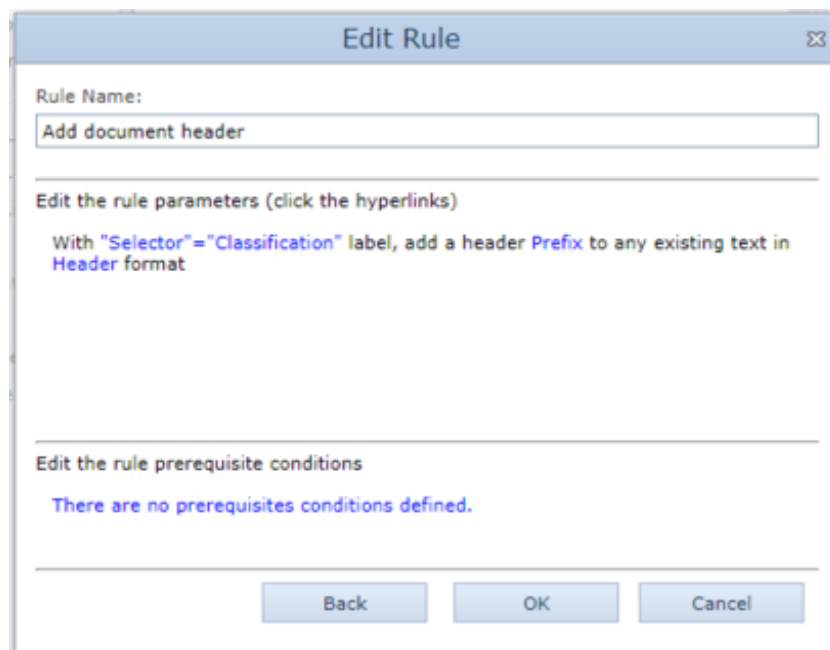 Edit Rule
Rule Name:
Add document header
Edit the rule parameters (click the hyperlinks)
With "Selector"="Classification" label, add a header Prefix to any existing text in
Header format
Edit the rule prerequisite conditions
There are no prerequisites conditions defined.
Back OK Cancel